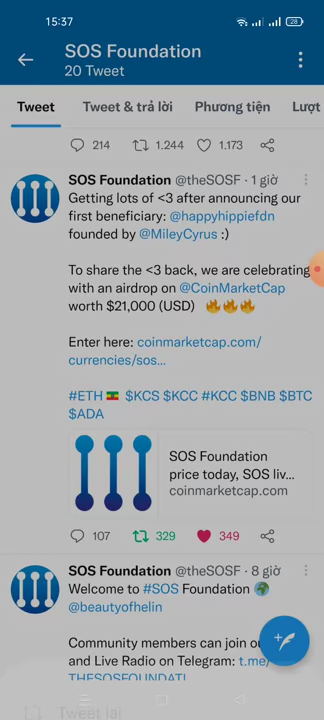 15:37
28
SOS Foundation
20 Tweet
Tweet
Tweet & trả lời
Phương tiện
Lượt
214
1.244
1.173
SOS Foundation @theSOSF · 1 giờ
Getting lots of <3 after announcing our
first beneficiary: @happyhippiefdn
founded by @MileyCyrus :)
To share the <3 back, we are celebrating
with an airdrop on @CoinMarketCap
worth $21,000 (USD) 🔥🔥🔥
Enter here: coinmarketcap.com/
currencies/sos...
#ETH 🇪🇹 $KCS $KCC #KCC $BNB $BTC
$ADA
SOS Foundation
price today, SOS liv...
coinmarketcap.com
107
329
349
SOS Foundation @theSOSF · 8 giờ
Welcome to #SOS Foundation 🌍
@beautyofhelin
Community members can join
and Live Radio on Telegram: t.me/
THESOSFOUNDATI
Tweet lại